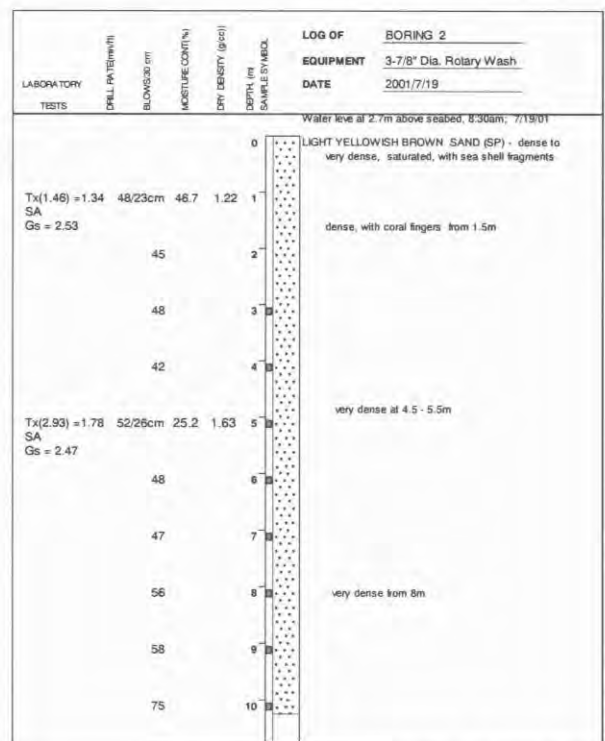 LOG OF BORING 2
EQUIPMENT 3-7/8" Dia. Rotary Wash
DATE 2001/7/19
LABORATORY TESTS
DRILL RATE(min/ft)
BLOWS/30 cm
MOISTURE CONT(%)
DRY DENSITY (g/cc))
DEPTH, (m)
SAMPLE SYMBOL
Water leve at 2.7m above seabed, 8:30am; 7/19/01
0 LIGHT YELLOWISH BROWN SAND (SP) - dense to
very dense, saturated, with sea shell fragments
Tx(1.46) =1.34 48/23cm 46.7 1.22 1
SA
Gs = 2.53
dense, with coral fingers from 1.5m
45 2
48 3
42 4
very dense at 4.5 - 5.5m
Tx(2.93) =1.78 52/26cm 25.2 1.63 5
SA
Gs = 2.47
48 6
47 7
56 8 very dense from 8m
58 9
75 10